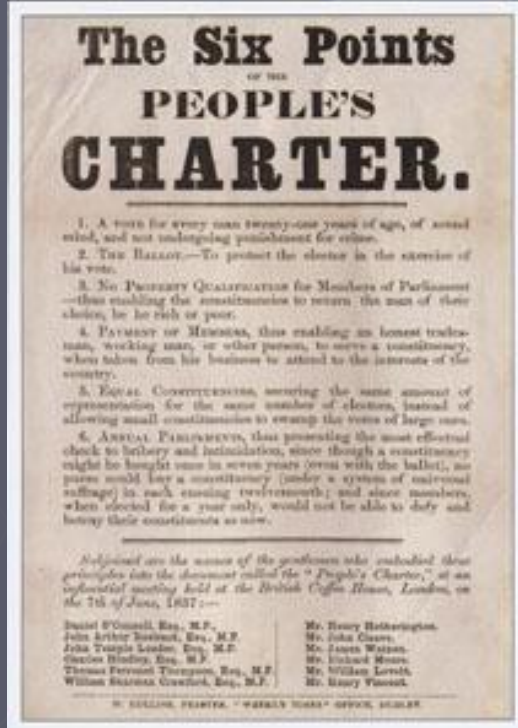 The Six Points
OF THE
PEOPLE'S
CHARTER.
1. A VOTE for every man twenty-one years of age, of sound
mind, and not undergoing punishment for crime.
2. THE BALLOT.—To protect the elector in the exercise of
his vote.
3. NO PROPERTY QUALIFICATION for Members of Parliament
—thus enabling the constituencies to return the man of their
choice, be he rich or poor.
4. PAYMENT OF MEMBERS, thus enabling an honest trades-
man, working man, or other person, to serve a constituency,
when taken from his business to attend to the interests of the
country.
5. EQUAL CONSTITUENCIES, securing the same amount of
representation for the same number of electors, instead of
allowing small constituencies to swamp the votes of large ones.
6. ANNUAL PARLIAMENTS, thus presenting the most effectual
check to bribery and intimidation, since though a constituency
might be bought once in seven years (even with the ballot), no
purse could buy a constituency (under a system of universal
suffrage) in each ensuing twelvemonth; and since members,
when elected for a year only, would not be able to defy and
betray their constituents as now.
Subjoined are the names of the gentlemen who embodied these
principles into the document called the "People's Charter," at an
influential meeting held at the British Coffee House, London, on
the 7th of June, 1837:—
Daniel O'Connell, Esq., M.P.,
John Arthur Roebuck, Esq., M.P.
John Temple Leader, Esq., M.P.
Charles Hindley, Esq., M.P.
Thomas Perronet Thompson, Esq., M.P.
William Sharman Crawford, Esq., M.P.
Mr. Henry Hetherington.
Mr. John Cleave.
Mr. James Watson.
Mr. Richard Moore.
Mr. William Lovett.
Mr. Henry Vincent.
PRINTER, "WEEKLY TIMES" OFFICE, DUDLEY.